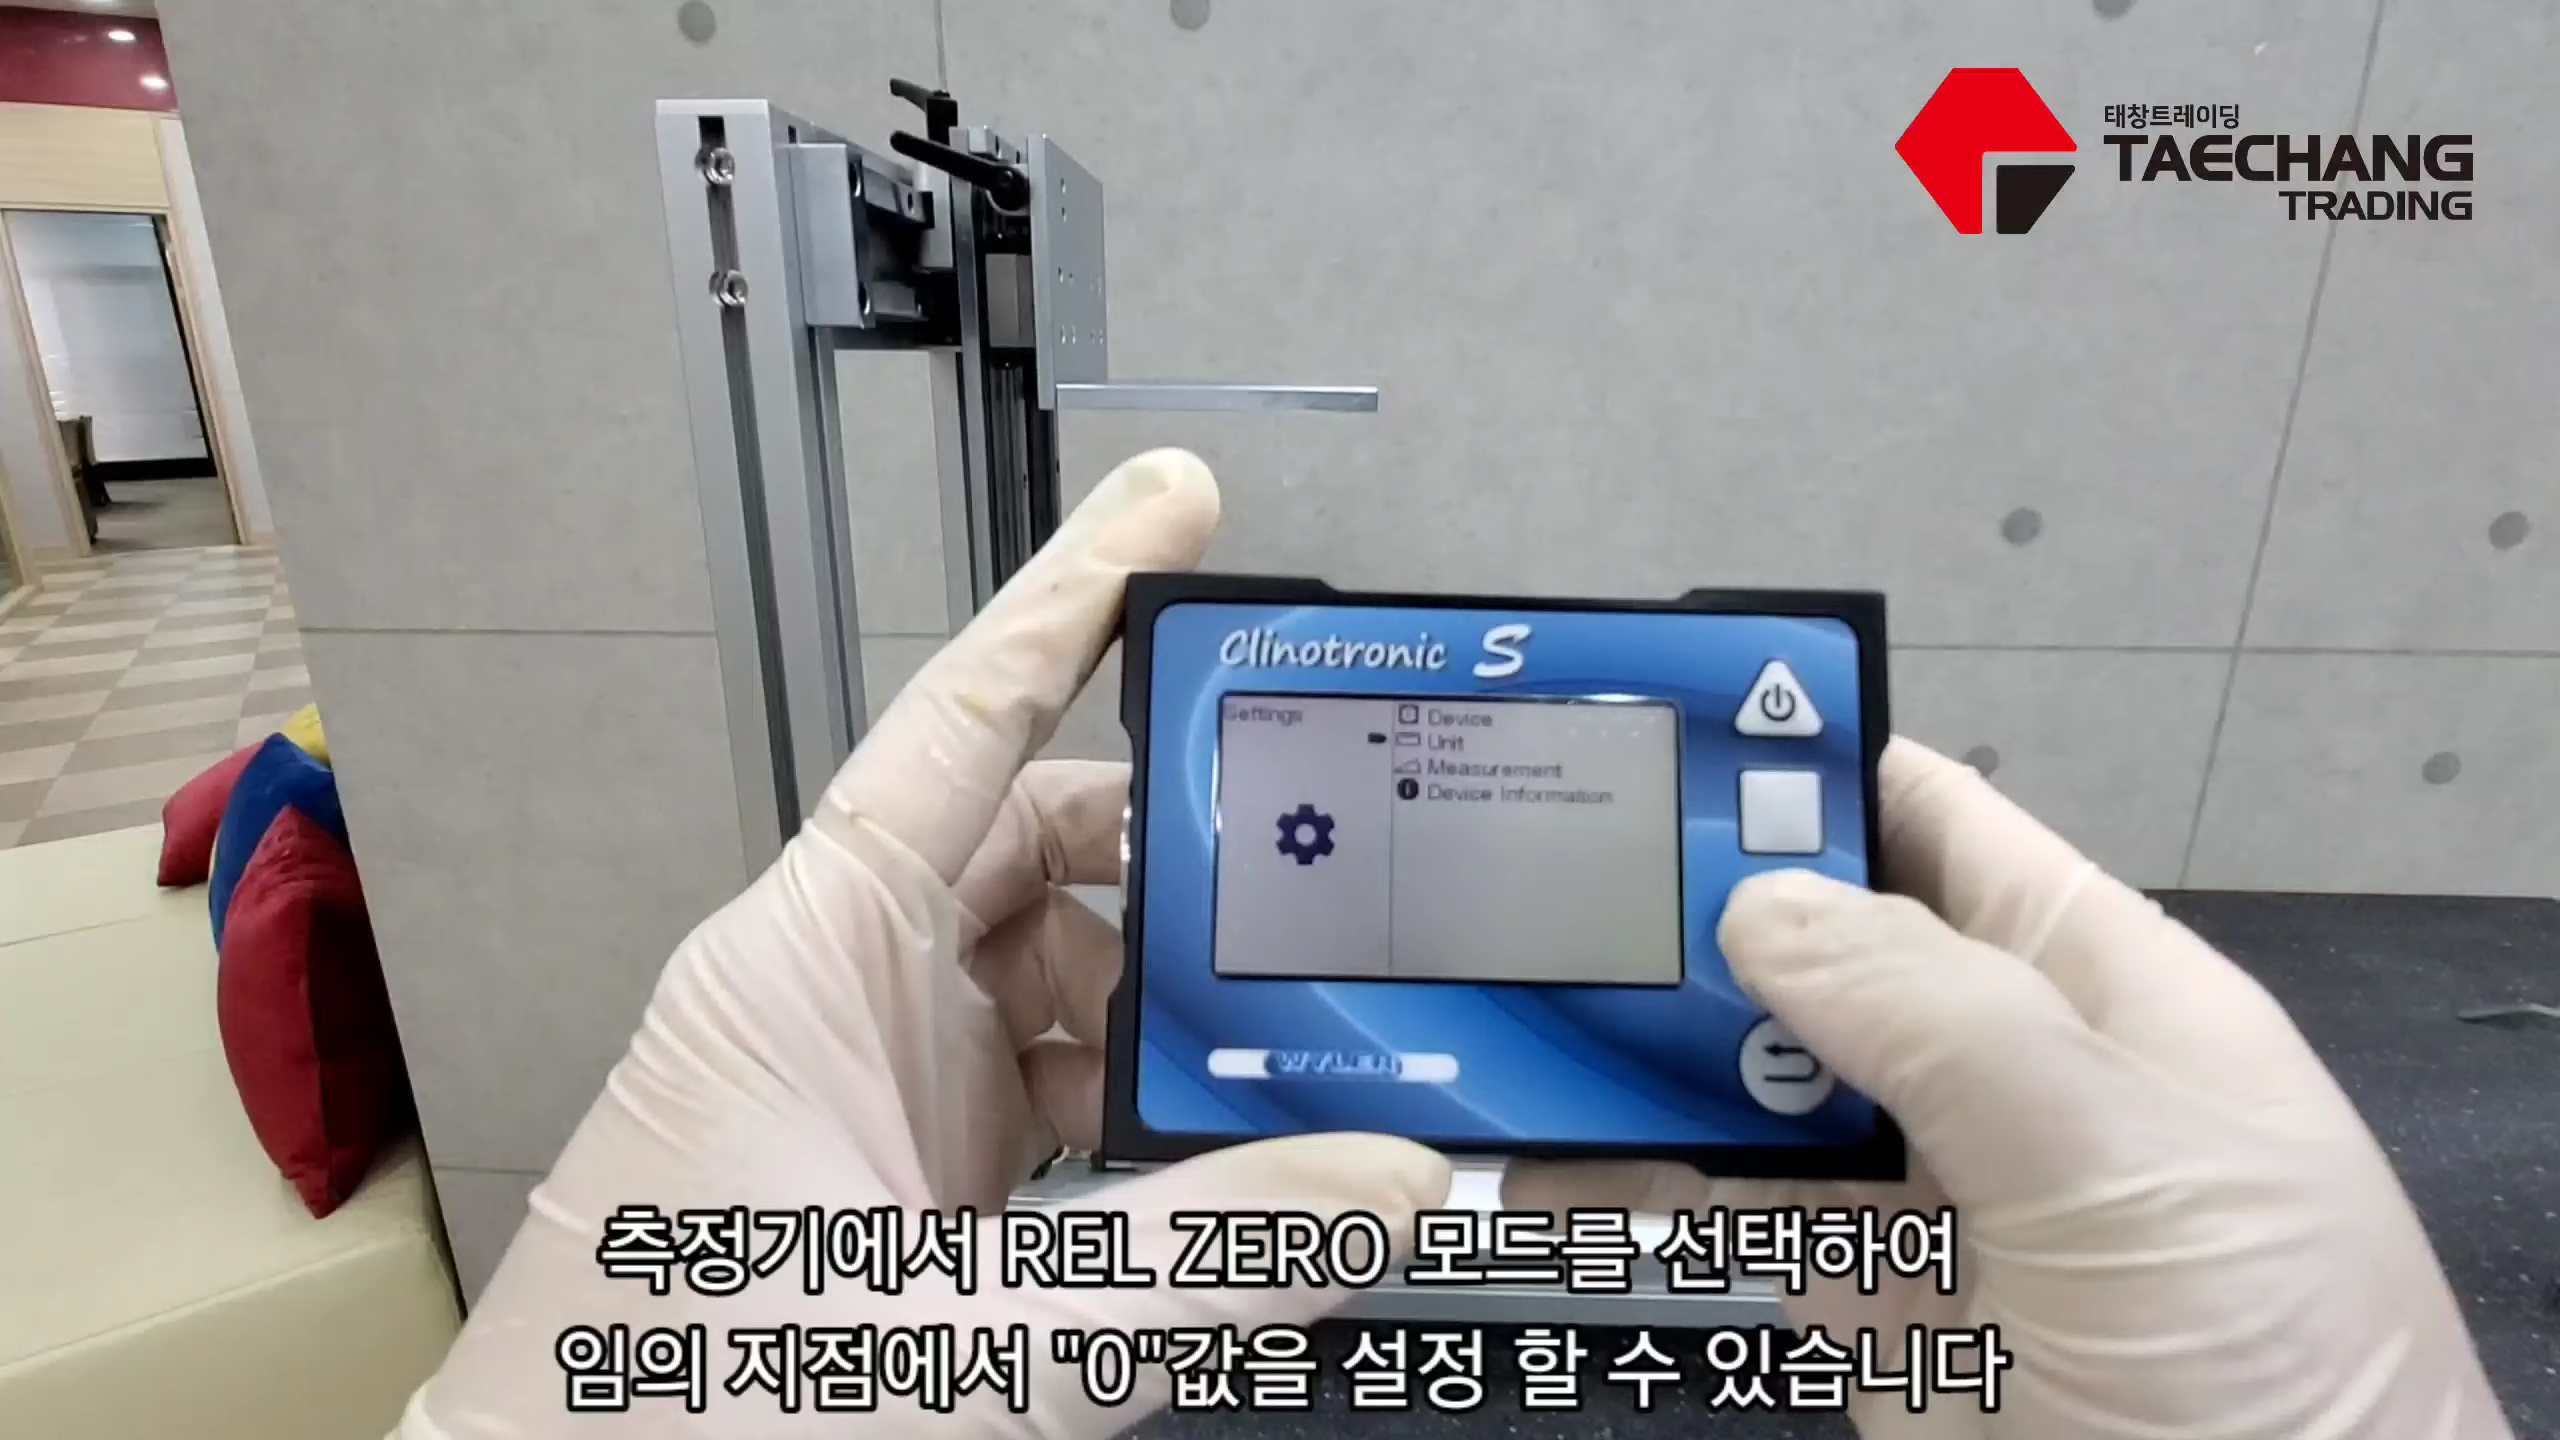 태창트레이딩
TAECHANG
TRADING
Clinotronic S
Settings
Device
Unit
Measurement
Device Information
WYLER
측정기에서 REL ZERO 모드를 선택하여
임의 지점에서 "0"값을 설정 할 수 있습니다